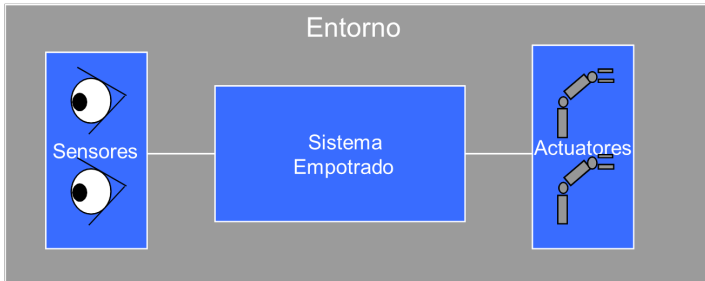 Entorno
Sensores
Sistema
Empotrado
Actuatores